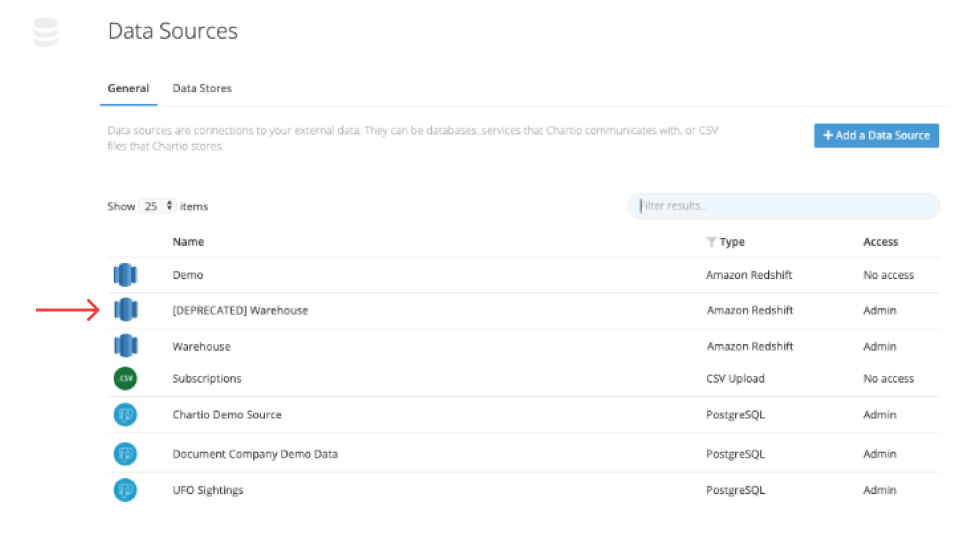 Data Sources
General Data Stores
Data sources are connections to your external data. They can be databases, services that Chartio communicates with, or CSV
files that Chartio stores.
+ Add a Data Source
Show 25 items
Filter results...
Name Type Access
Demo Amazon Redshift No access
[DEPRECATED] Warehouse Amazon Redshift Admin
Warehouse Amazon Redshift Admin
.CSV Subscriptions CSV Upload No access
Chartio Demo Source PostgreSQL Admin
Document Company Demo Data PostgreSQL Admin
UFO Sightings PostgreSQL Admin